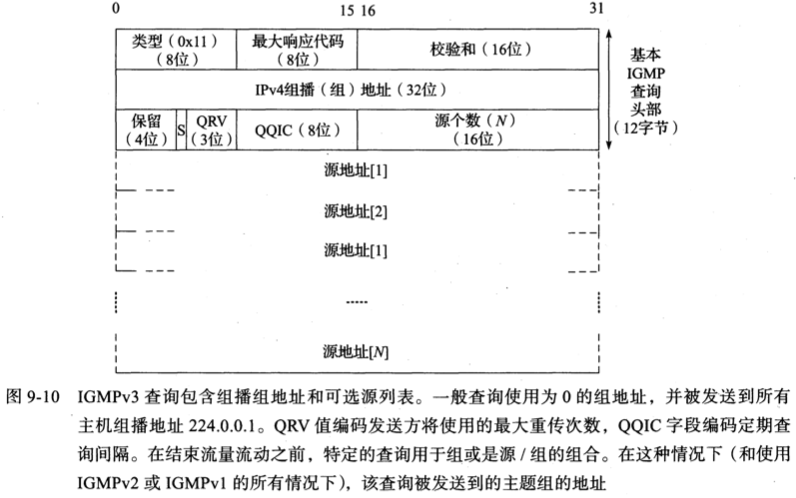 0 15 16 31
类型（0x11） 最大响应代码 校验和（16位）
（8位） （8位）
IPv4组播（组）地址（32位）
保留 S QRV QQIC（8位） 源个数（N）
（4位） （3位） （16位）
基本
IGMP
查询
头部
（12字节）
源地址[1]
源地址[2]
源地址[1]
.....
源地址[N]
图 9-10 IGMPv3 查询包含组播组地址和可选源列表。一般查询使用为 0 的组地址，并被发送到所有
主机组播地址 224.0.0.1。QRV 值编码发送方将使用的最大重传次数，QQIC 字段编码定期查
询间隔。在结束流量流动之前，特定的查询用于组或是源 / 组的组合。在这种情况下（和使用
IGMPv2 或 IGMPv1 的所有情况下），该查询被发送到的主题组的地址